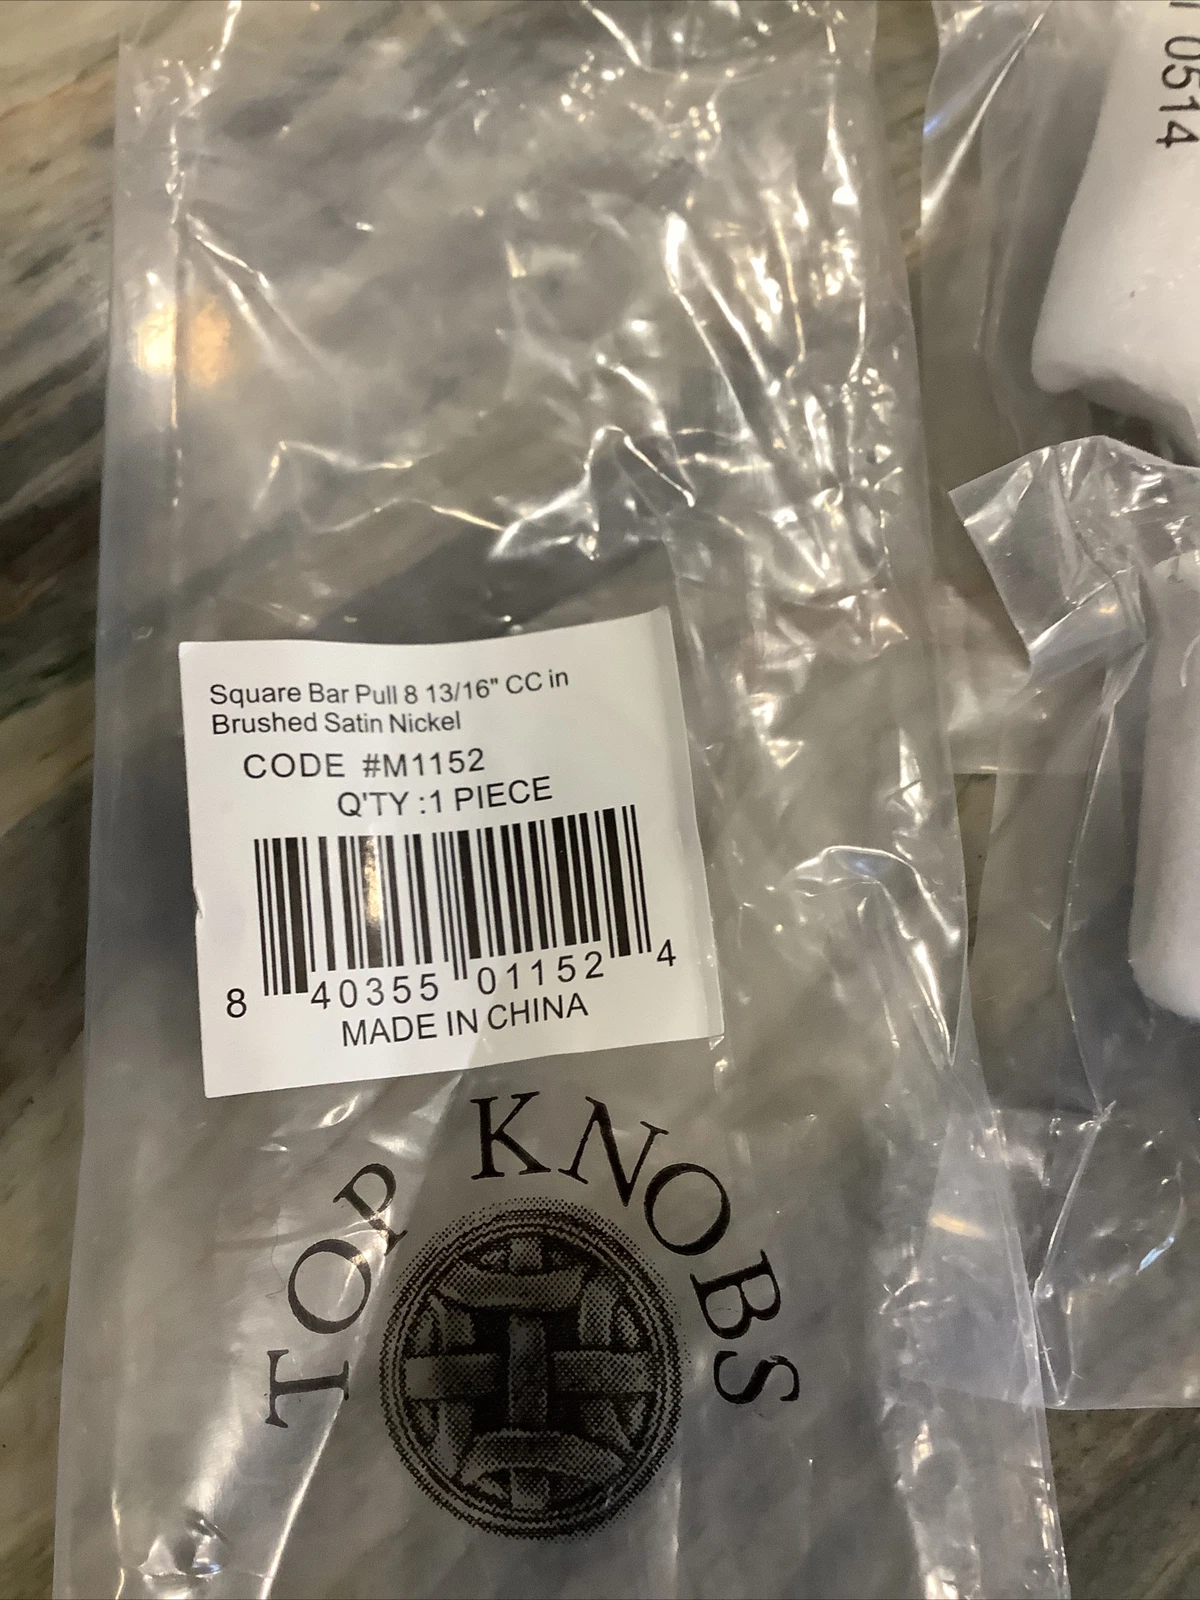 0514
Square Bar Pull 8 13/16" CC in
Brushed Satin Nickel
CODE #M1152
Q'TY :1 PIECE
8 40355 01152 4
MADE IN CHINA
TOP KNOBS